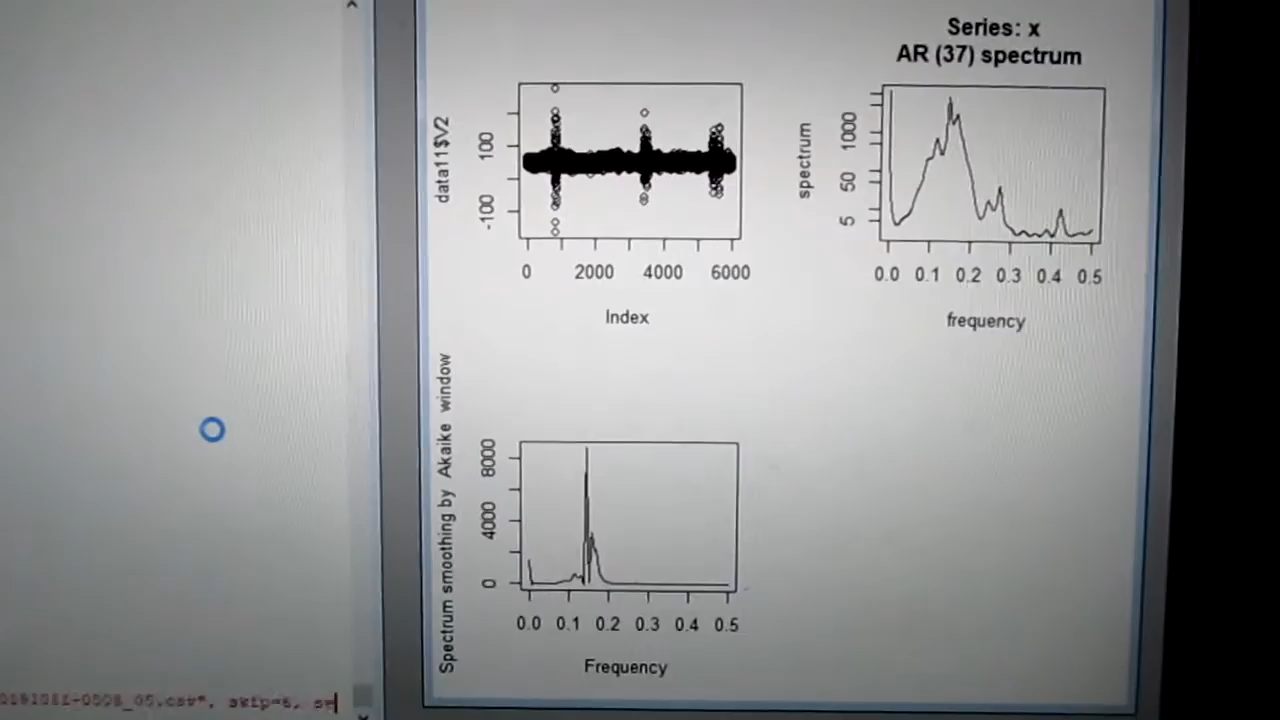 Series: x
AR (37) spectrum
data11$V2
100
-100
0 2000 4000 6000
Index
spectrum
1000
50
5
0.0 0.1 0.2 0.3 0.4 0.5
frequency
Spectrum smoothing by Akaike window
8000
4000
0
0.0 0.1 0.2 0.3 0.4 0.5
Frequency
skip=6,